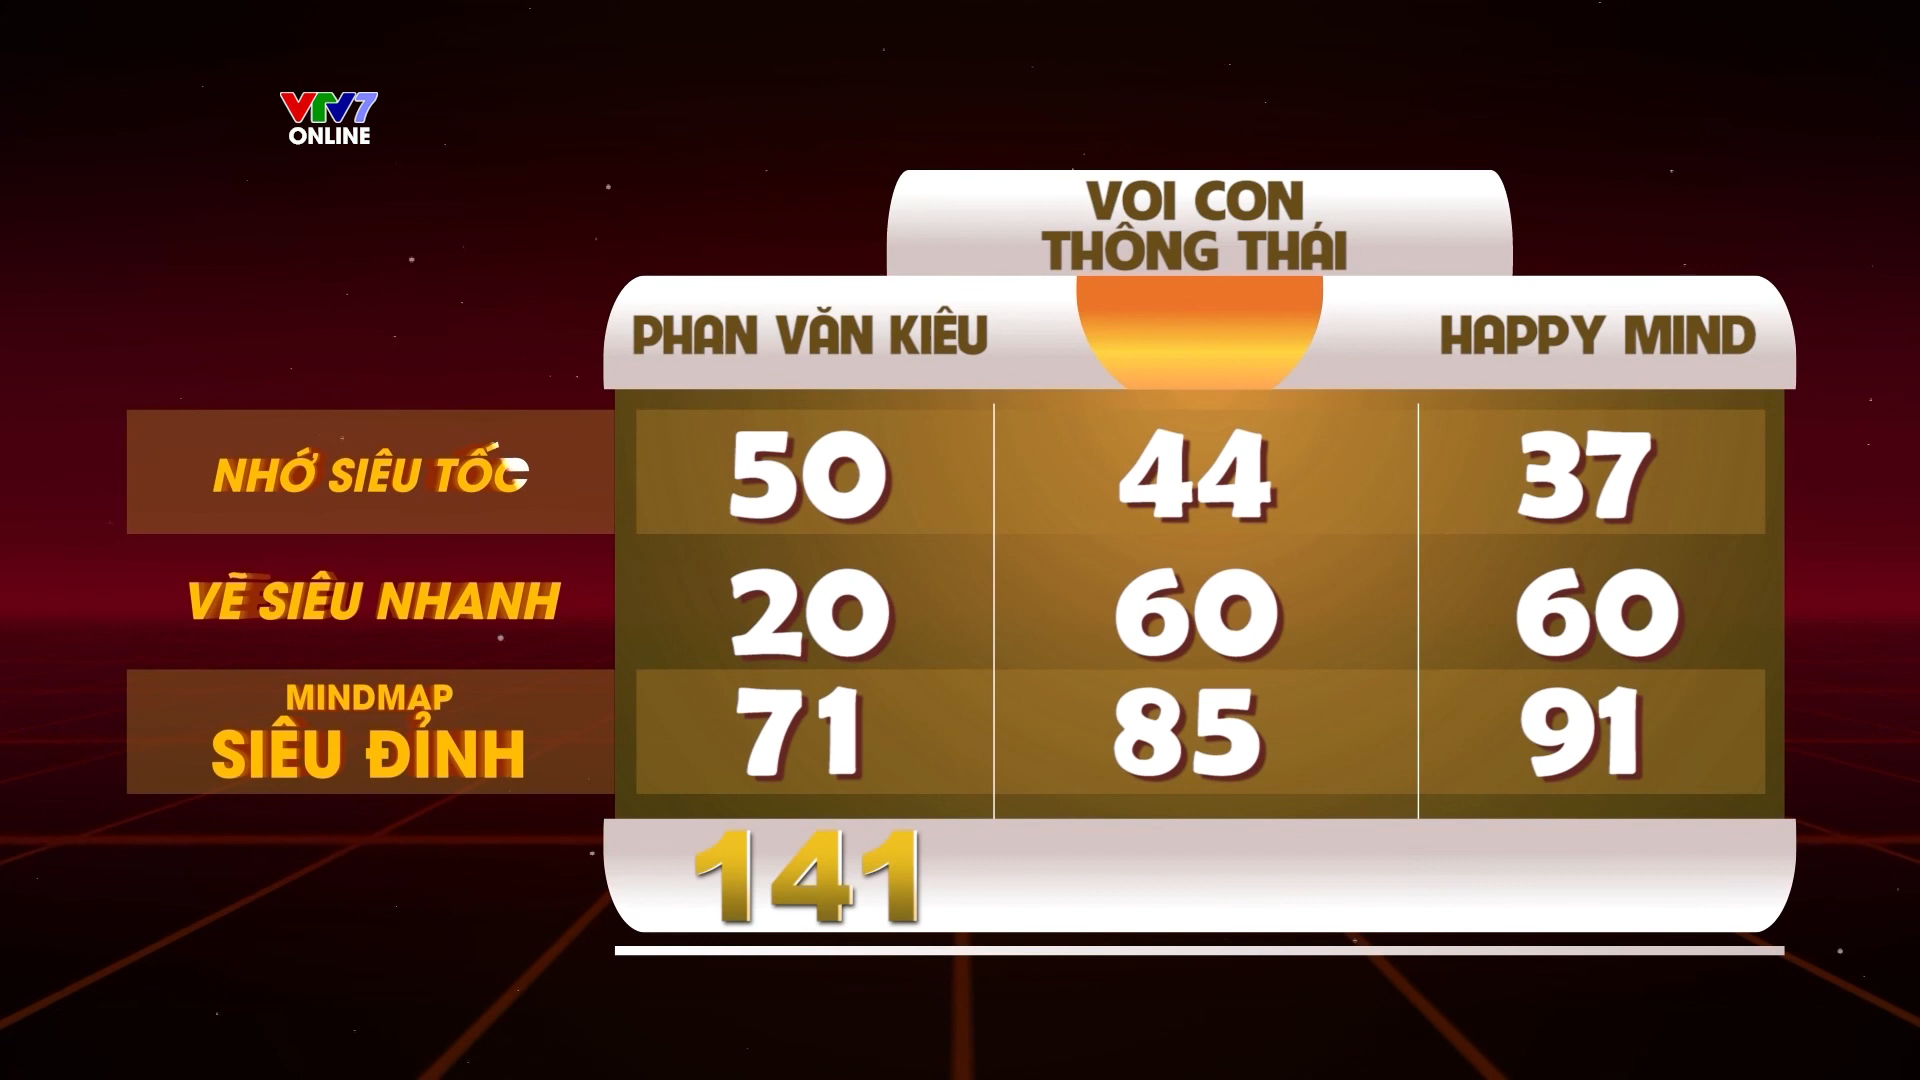 VTV7
ONLINE
VOI CON
THÔNG THÁI
PHAN VĂN KIÊU
HAPPY MIND
NHỚ SIÊU TỐC
50
44
37
VẼ SIÊU NHANH
20
60
60
MINDMAP
SIÊU ĐỈNH
71
85
91
141